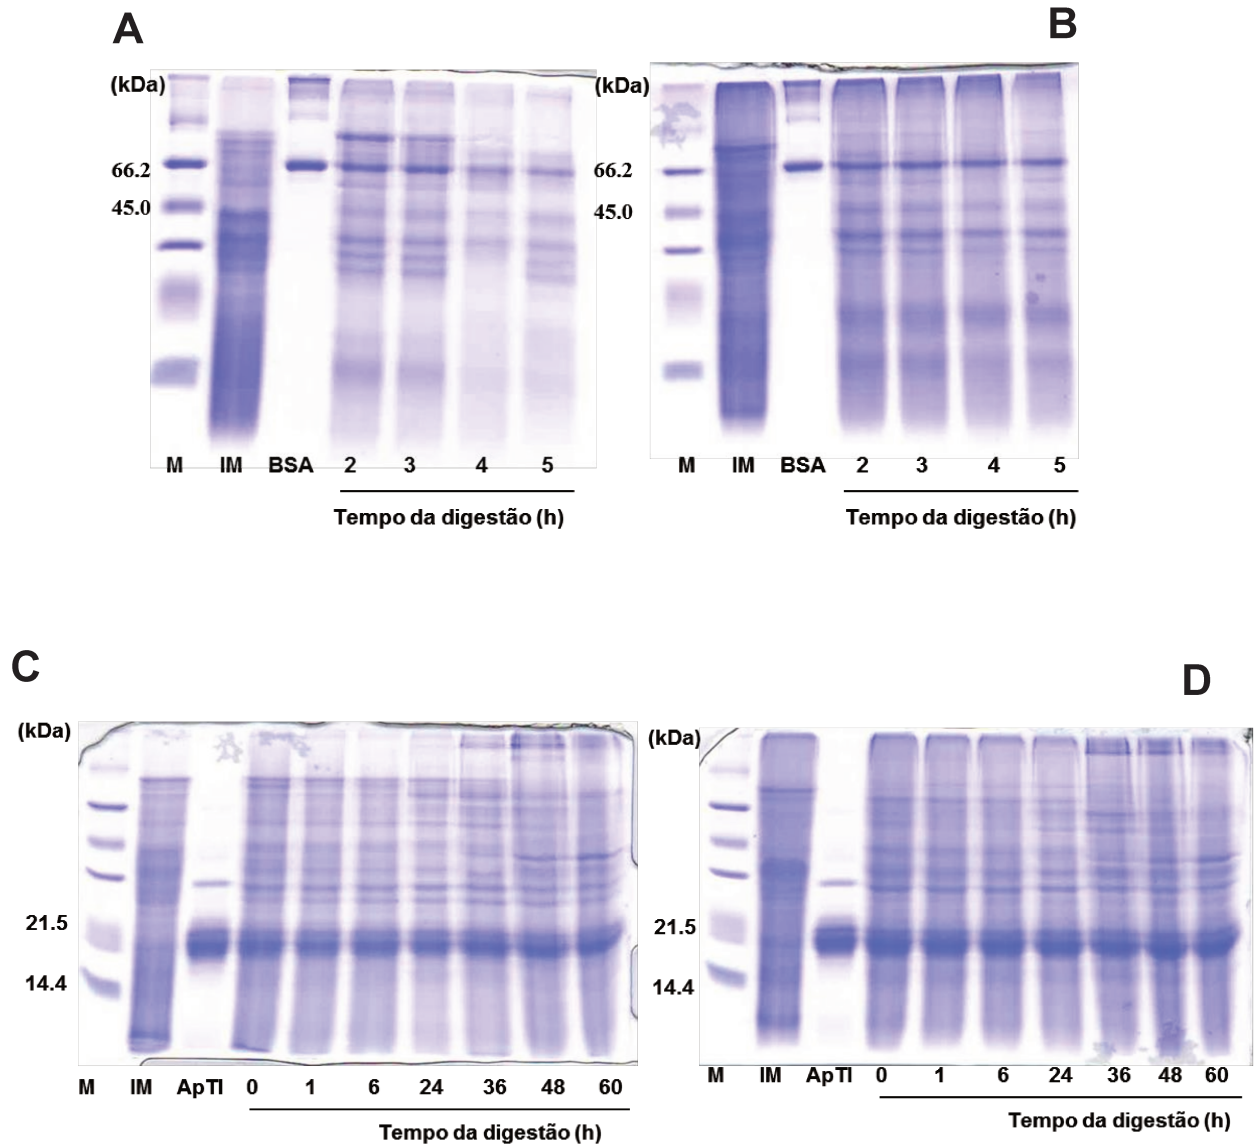 A
B
(kDa)
66.2
45.0
M IM BSA 2 3 4 5
Tempo da digestão (h)
(kDa)
66.2
45.0
M IM BSA 2 3 4 5
Tempo da digestão (h)
C
D
(kDa)
21.5
14.4
M IM ApTI 0 1 6 24 36 48 60
Tempo da digestão (h)
(kDa)
21.5
14.4
M IM ApTI 0 1 6 24 36 48 60
Tempo da digestão (h)